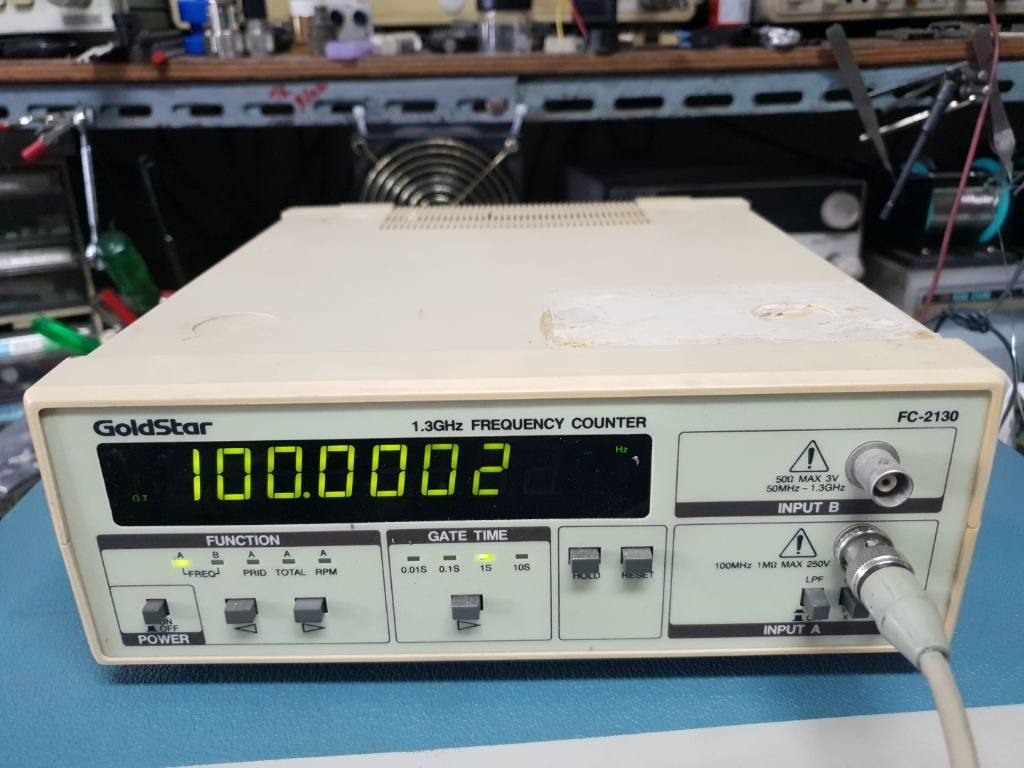 GoldStar
1.3GHz FREQUENCY COUNTER
FC-2130
G.T.
100.0002
Hz
50Ω MAX 3V
50MHz ~ 1.3GHz
INPUT B
FUNCTION
A B A A A
FREQ PRID TOTAL RPM
GATE TIME
0.01S 0.1S 1S 10S
HOLD RESET
100MHz 1MΩ MAX 250V
LPF
X
INPUT A
ON
OFF
POWER